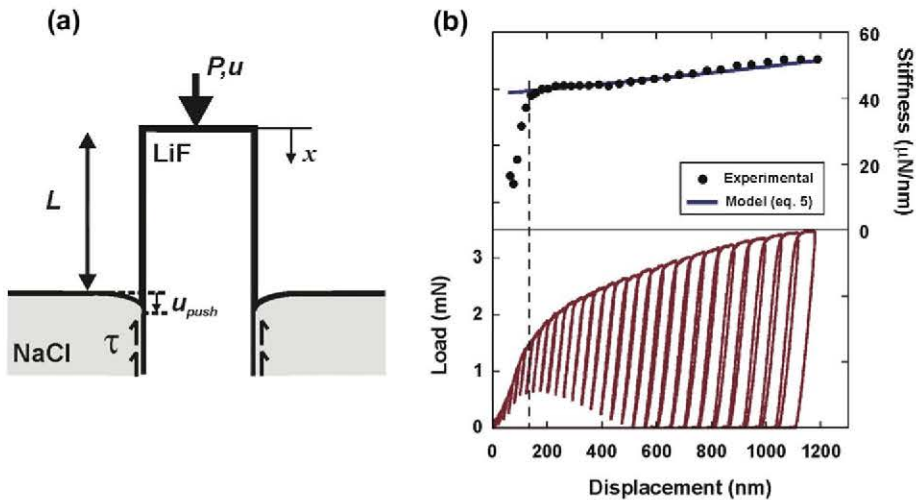 (a)
P,u
LiF
x
L
u_push
NaCl
τ
(b)
60
40
20
0
Stiffness (μN/nm)
Experimental
Model (eq. 5)
3
2
1
0
Load (mN)
0 200 400 600 800 1000 1200
Displacement (nm)